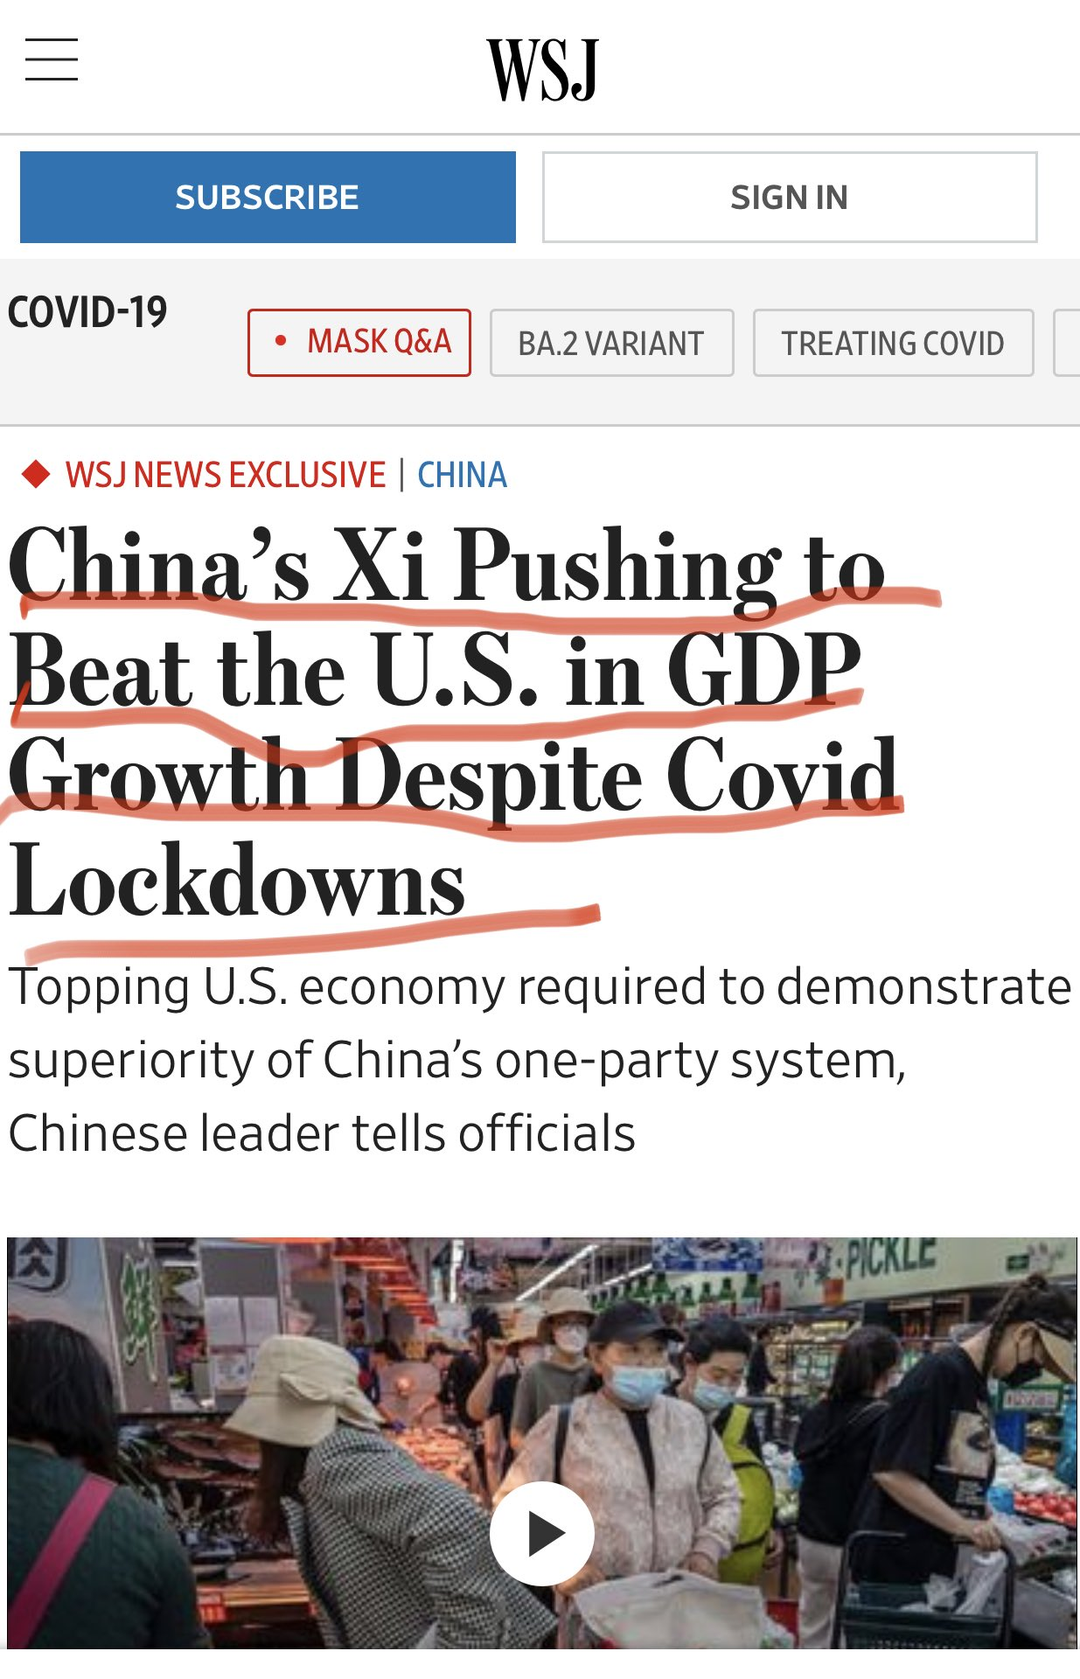 WSJ
SUBSCRIBE
SIGN IN
COVID-19
• MASK Q&A
BA.2 VARIANT
TREATING COVID
WSJ NEWS EXCLUSIVE | CHINA
China’s Xi Pushing to
Beat the U.S. in GDP
Growth Despite Covid
Lockdowns
Topping U.S. economy required to demonstrate
superiority of China’s one-party system,
Chinese leader tells officials
PICKLE